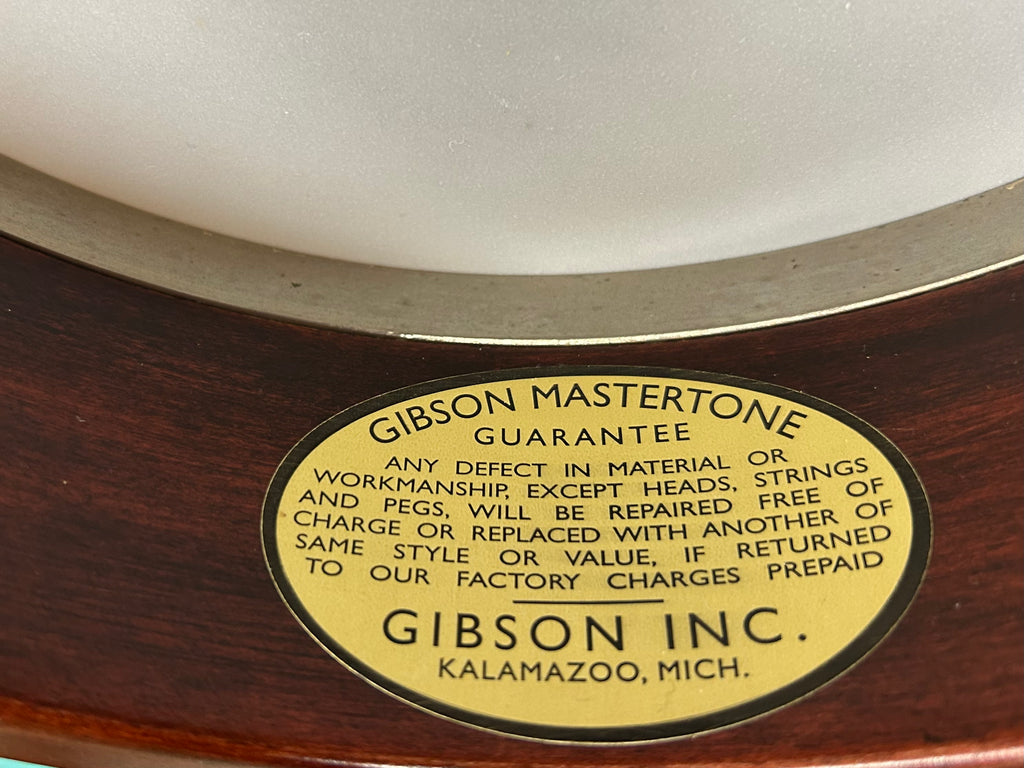 GIBSON MASTERTONE
GUARANTEE
ANY DEFECT IN MATERIAL OR
WORKMANSHIP, EXCEPT HEADS, STRINGS
AND PEGS, WILL BE REPAIRED FREE OF
CHARGE OR REPLACED WITH ANOTHER OF
SAME STYLE OR VALUE, IF RETURNED
TO OUR FACTORY CHARGES PREPAID
GIBSON INC.
KALAMAZOO, MICH.